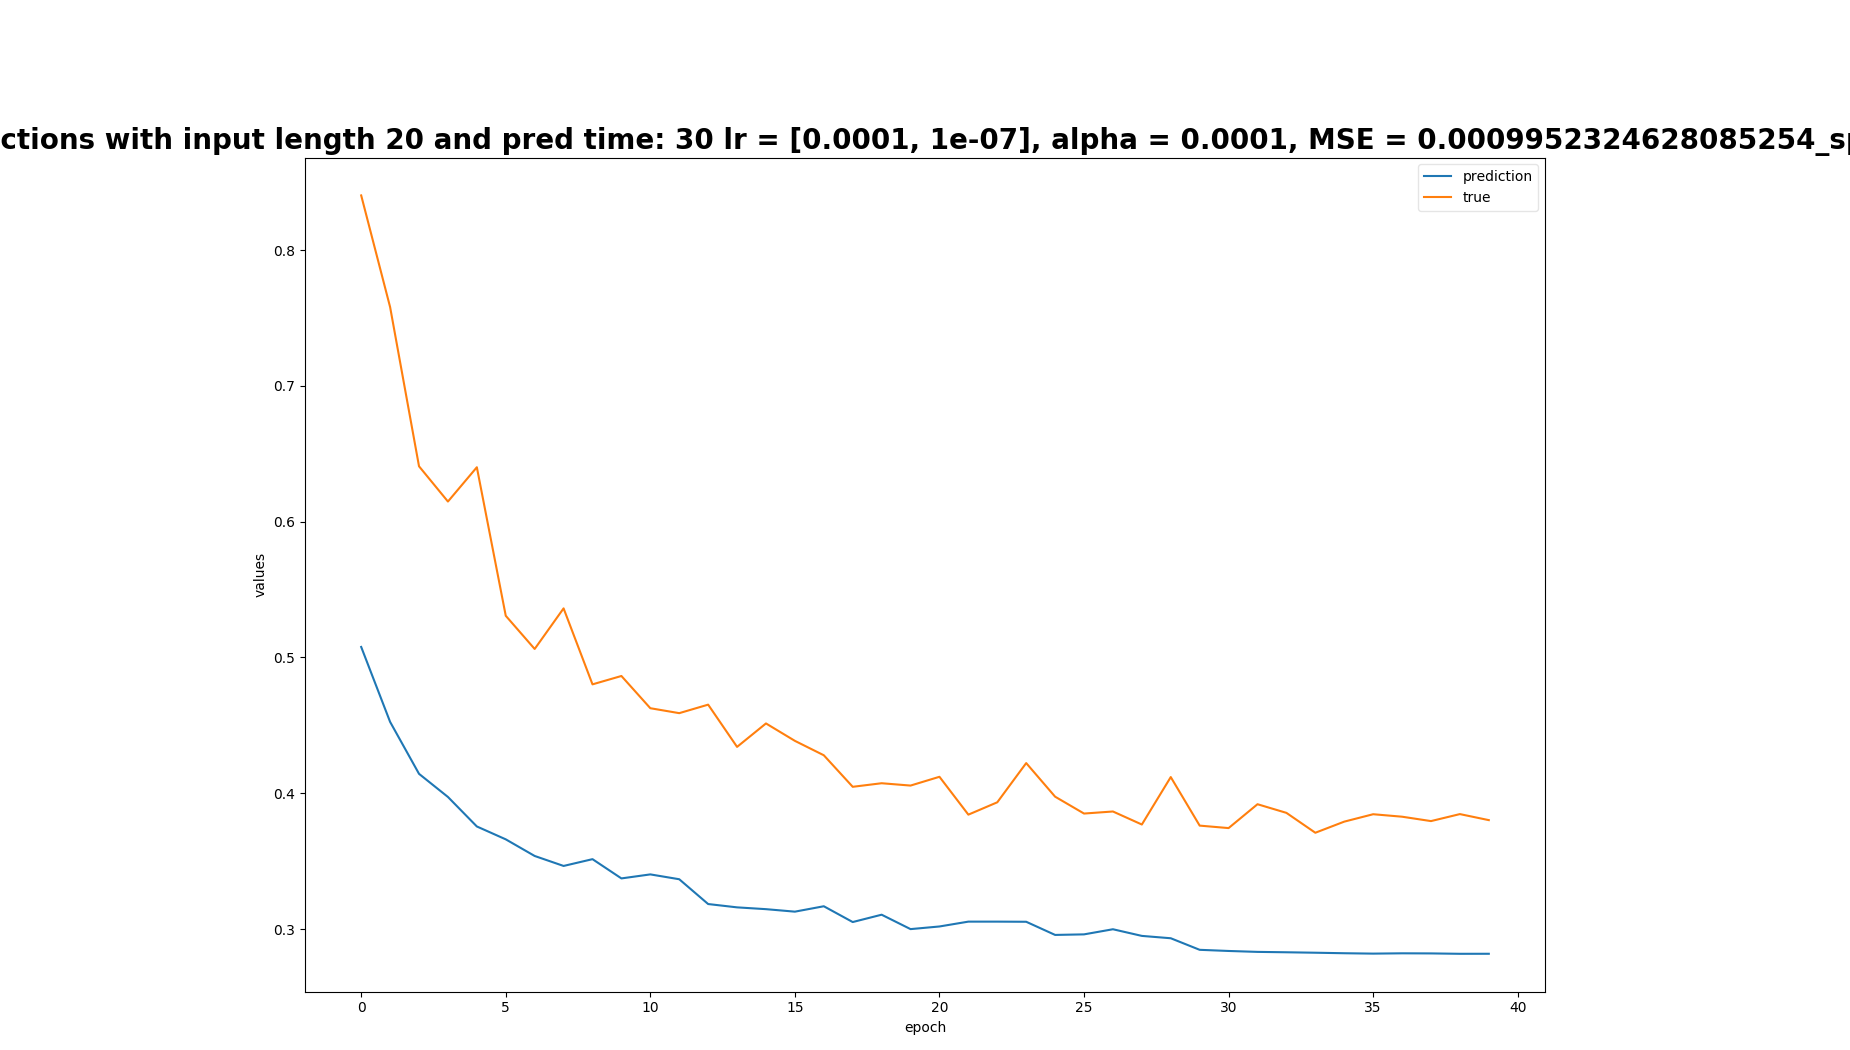 ctions with input length 20 and pred time: 30 lr = [0.0001, 1e-07], alpha = 0.0001, MSE = 0.0009952324628085254_s
prediction
true
0.8
0.7
0.6
0.5
0.4
0.3
values
0 5 10 15 20 25 30 35 40
epoch